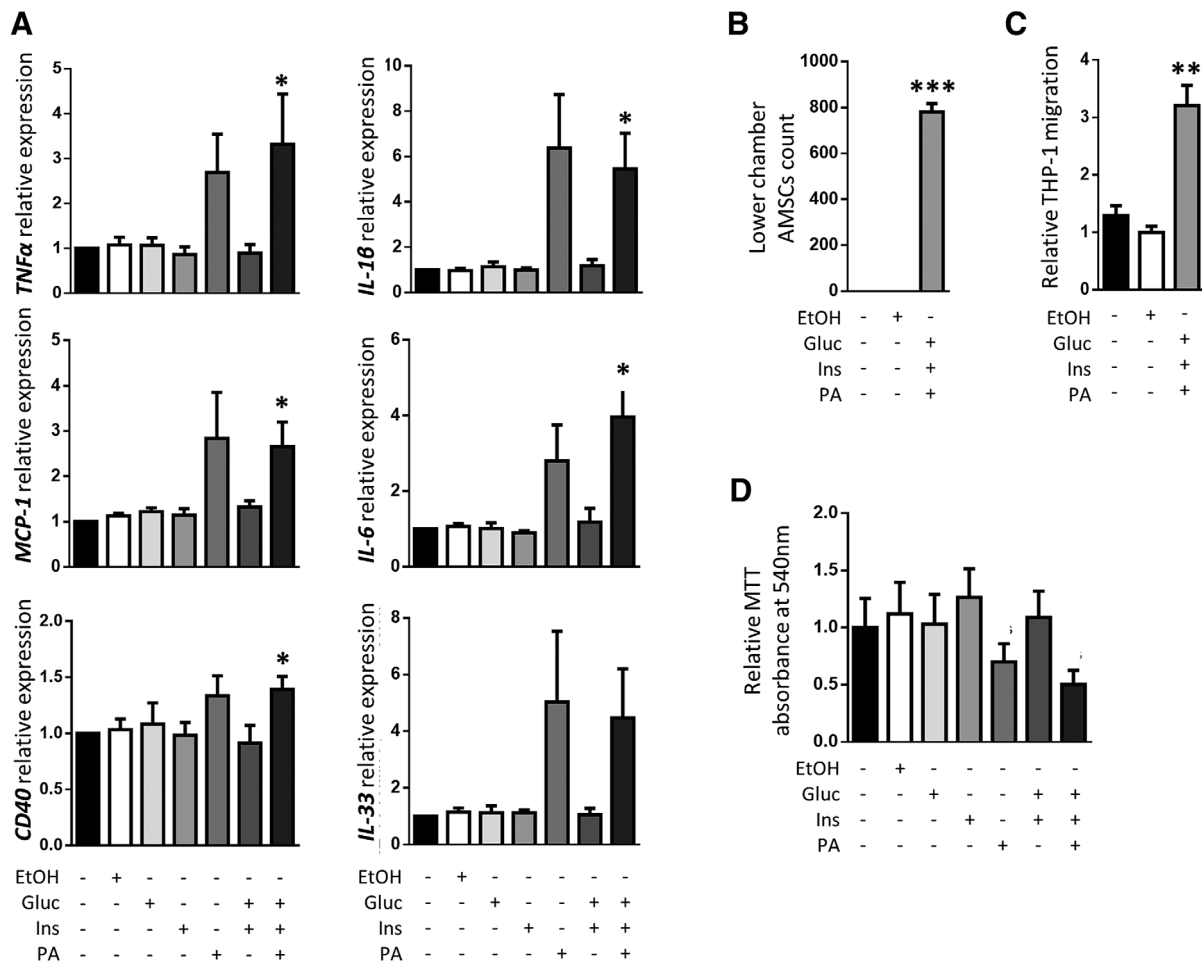 A
TNFα relative expression
5
4
3
2
1
0
*
IL-1β relative expression
10
8
6
4
2
0
*
MCP-1 relative expression
5
4
3
2
1
0
*
IL-6 relative expression
6
4
2
0
*
CD40 relative expression
2.0
1.5
1.0
0.5
0.0
*
IL-33 relative expression
8
6
4
2
0
EtOH - + - - - - -
Gluc - - + - - + +
Ins - - - + - + +
PA - - - - + - +
EtOH - + - - - - -
Gluc - - + - - + +
Ins - - - + - + +
PA - - - - + - +
B
Lower chamber
AMSCs count
1000
800
600
400
200
0
***
EtOH - + -
Gluc - - +
Ins - - +
PA - - +
C
Relative THP-1 migration
4
3
2
1
0
**
EtOH - + -
Gluc - - +
Ins - - +
PA - - +
D
Relative MTT
absorbance at 540nm
2.0
1.5
1.0
0.5
0.0
EtOH - + - - - - -
Gluc - - + - - + +
Ins - - - + - + +
PA - - - - + - +